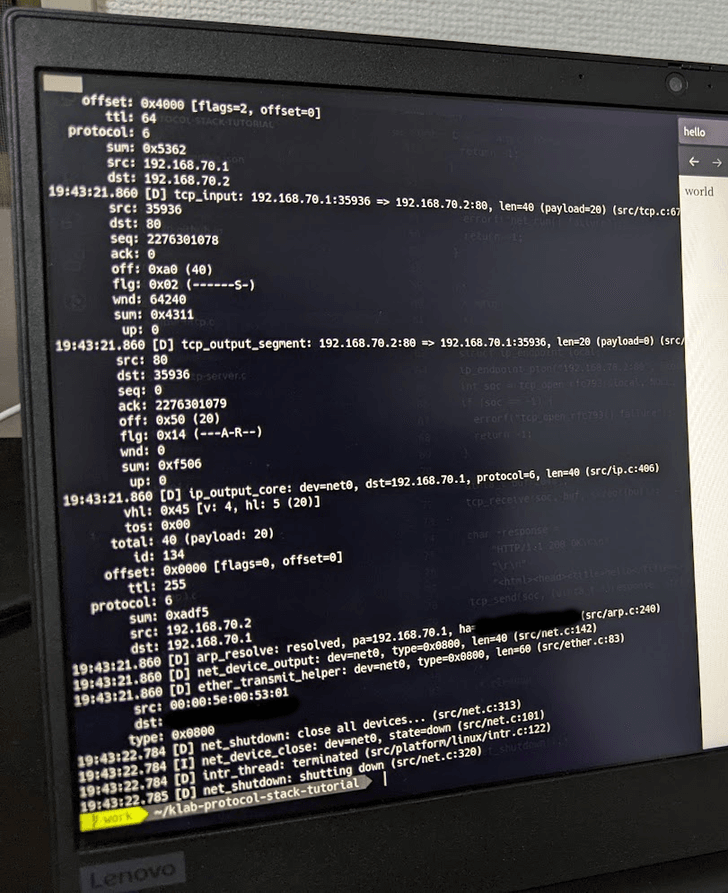 offset: 0x4000 [flags=2, offset=0]
ttl: 64
protocol: 6
sum: 0x5362
src: 192.168.70.1
dst: 192.168.70.2
19:43:21.860 [D] tcp_input: 192.168.70.1:35936 => 192.168.70.2:80, len=40 (payload=20) (src/tcp.c:67
src: 35936
dst: 80
seq: 2276301078
ack: 0
off: 0xa0 (40)
flg: 0x02 (------S-)
wnd: 64240
sum: 0x4311
up: 0
19:43:21.860 [D] tcp_output_segment: 192.168.70.2:80 => 192.168.70.1:35936, len=20 (payload=0) (src/
src: 80
dst: 35936
seq: 0
ack: 2276301079
off: 0x50 (20)
flg: 0x14 (---A-R--)
wnd: 0
sum: 0xf506
up: 0
19:43:21.860 [D] ip_output_core: dev=net0, dst=192.168.70.1, protocol=6, len=40 (src/ip.c:406)
vhl: 0x45 [v: 4, hl: 5 (20)]
tos: 0x00
total: 40 (payload: 20)
id: 134
offset: 0x0000 [flags=0, offset=0]
ttl: 255
protocol: 6
sum: 0xadf5
src: 192.168.70.2
dst: 192.168.70.1
19:43:21.860 [D] arp_resolve: resolved, pa=192.168.70.1, ha= (src/arp.c:240)
19:43:21.860 [D] net_device_output: dev=net0, type=0x0800, len=40 (src/net.c:142)
19:43:21.860 [D] ether_transmit_helper: dev=net0, type=0x0800, len=60 (src/ether.c:83)
src: 00:00:5e:00:53:01
dst:
type: 0x0800
19:43:22.784 [D] net_shutdown: close all devices... (src/net.c:313)
19:43:22.784 [I] net_device_close: dev=net0, state=down (src/net.c:101)
19:43:22.784 [D] intr_thread: terminated (src/platform/linux/intr.c:122)
19:43:22.785 [D] net_shutdown: shutting down (src/net.c:320)
work ~/klab-protocol-stack-tutorial
hello
← →
world
Lenovo